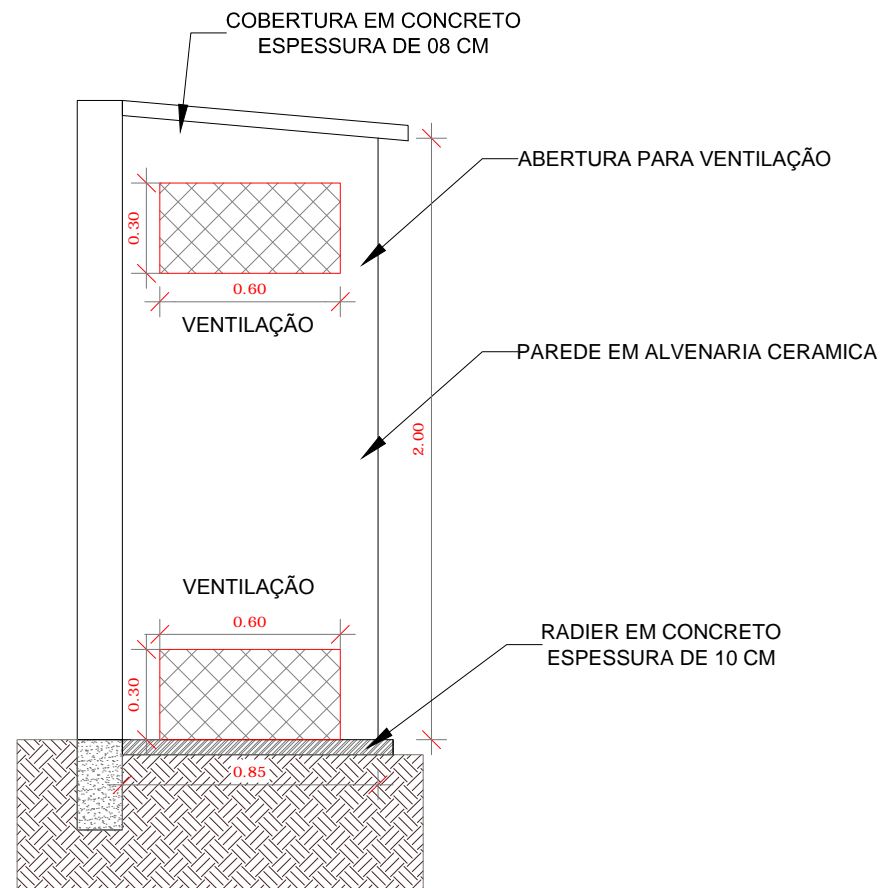 COBERTURA EM CONCRETO
ESPESSURA DE 08 CM
ABERTURA PARA VENTILAÇÃO
0.30
0.60
VENTILAÇÃO
PAREDE EM ALVENARIA CERAMICA
2.00
VENTILAÇÃO
0.60
RADIER EM CONCRETO
ESPESSURA DE 10 CM
0.30
0.85